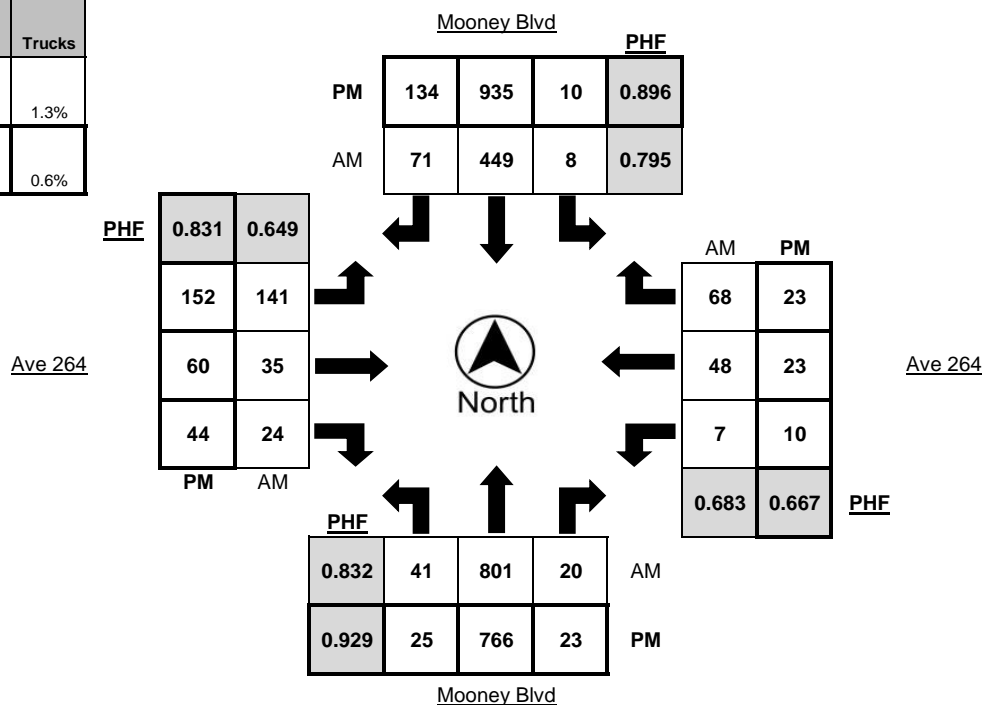 Mooney Blvd
Trucks
PHF
PM 134 935 10 0.896
1.3%
AM 71 449 8 0.795
0.6%
PHF 0.831 0.649
AM PM
152 141
68 23
Ave 264 60 35
48 23 Ave 264
North
44 24
7 10
PM AM
0.683 0.667 PHF
PHF
0.832 41 801 20 AM
0.929 25 766 23 PM
Mooney Blvd